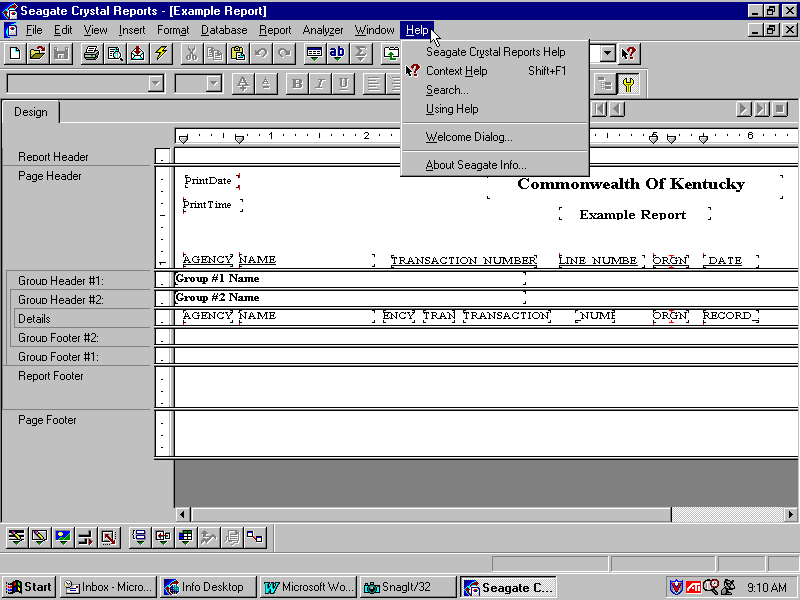 Seagate Crystal Reports - [Example Report]
File Edit View Insert Format Database Report Analyzer Window Help
Seagate Crystal Reports Help
Context Help Shift+F1
Search...
Using Help
Welcome Dialog...
About Seagate Info...
ab
B I U
Design
1 2 5 6
Report Header
Page Header
PrintDate
Commonwealth Of Kentucky
PrintTime
Example Report
AGENCY NAME TRANSACTION NUMBER LINE NUMBE ORGN DATE
Group Header #1:
Group #1 Name
Group Header #2:
Group #2 Name
Details
AGENCY NAME ENCY TRAN TRANSACTION NUM ORGN RECORD
Group Footer #2:
Group Footer #1:
Report Footer
Page Footer
Start Inbox - Micro... Info Desktop Microsoft Wo... SnagIt/32 Seagate C... 9:10 AM